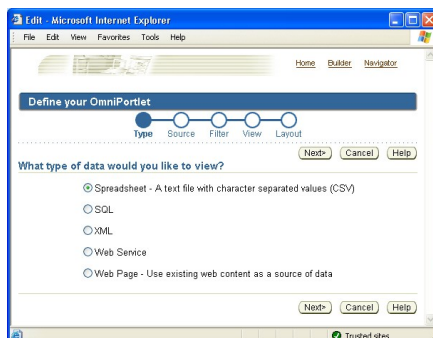 Edit - Microsoft Internet Explorer
File Edit View Favorites Tools Help
Home Builder Navigator
Define your OmniPortlet
Type Source Filter View Layout
Next> Cancel Help
What type of data would you like to view?
Spreadsheet - A text file with character separated values (CSV)
SQL
XML
Web Service
Web Page - Use existing web content as a source of data
Next> Cancel Help
Trusted sites